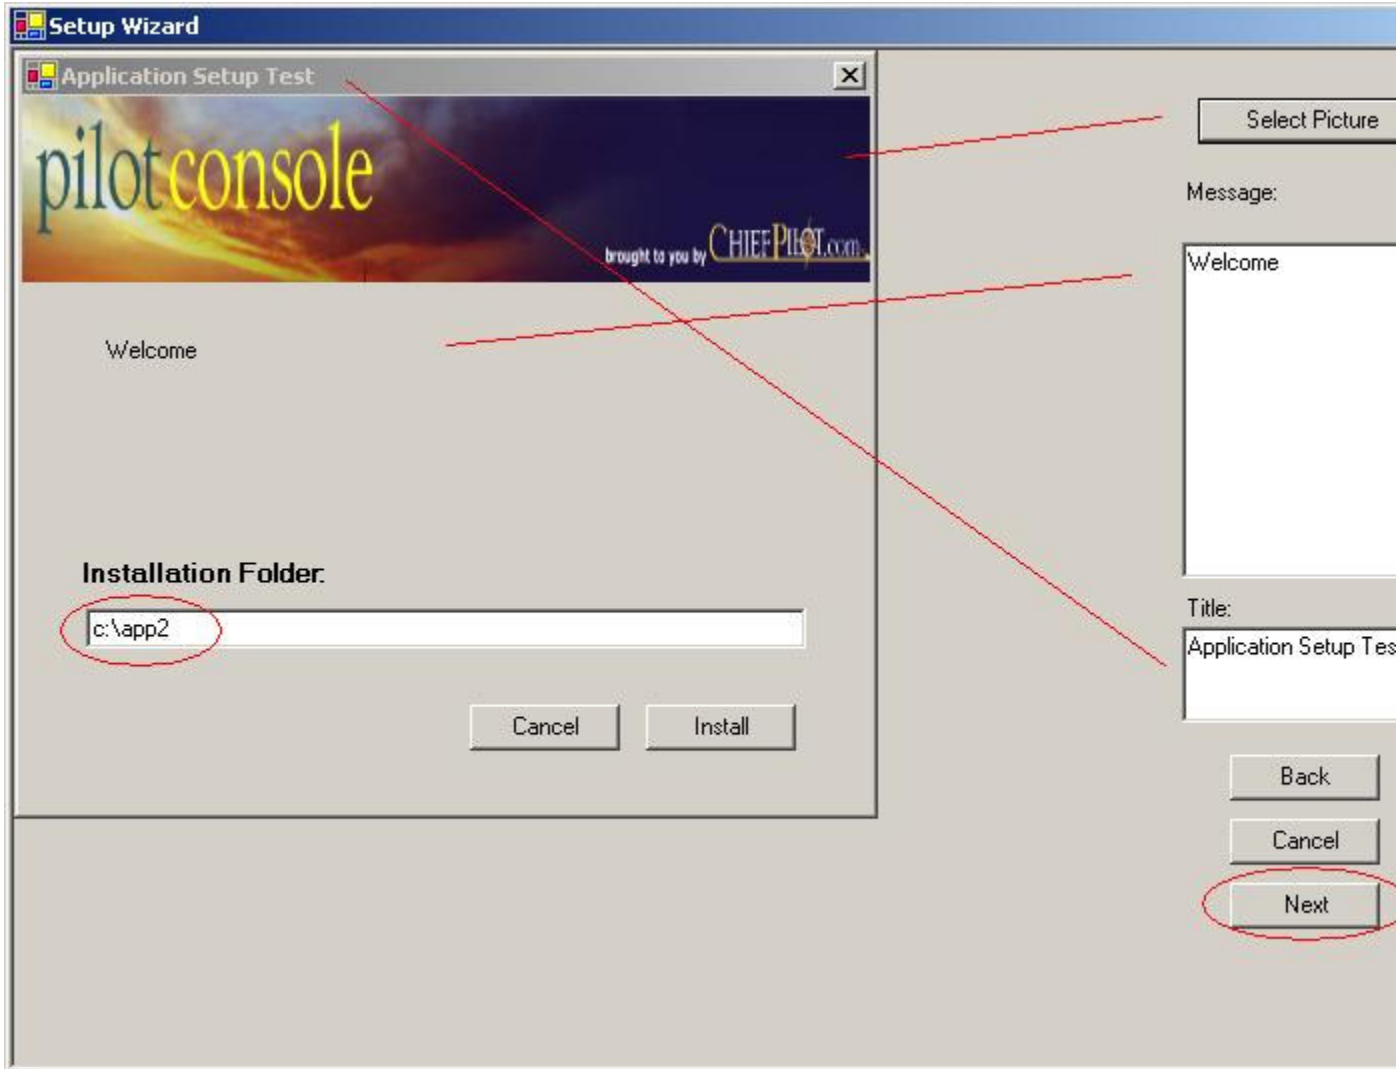 Setup Wizard
Application Setup Test
pilotconsole
brought to you by CHIEFPILOT.com
Welcome
Installation Folder:
c:\app2
Cancel
Install
Select Picture
Message:
Welcome
Title:
Application Setup Tes
Back
Cancel
Next